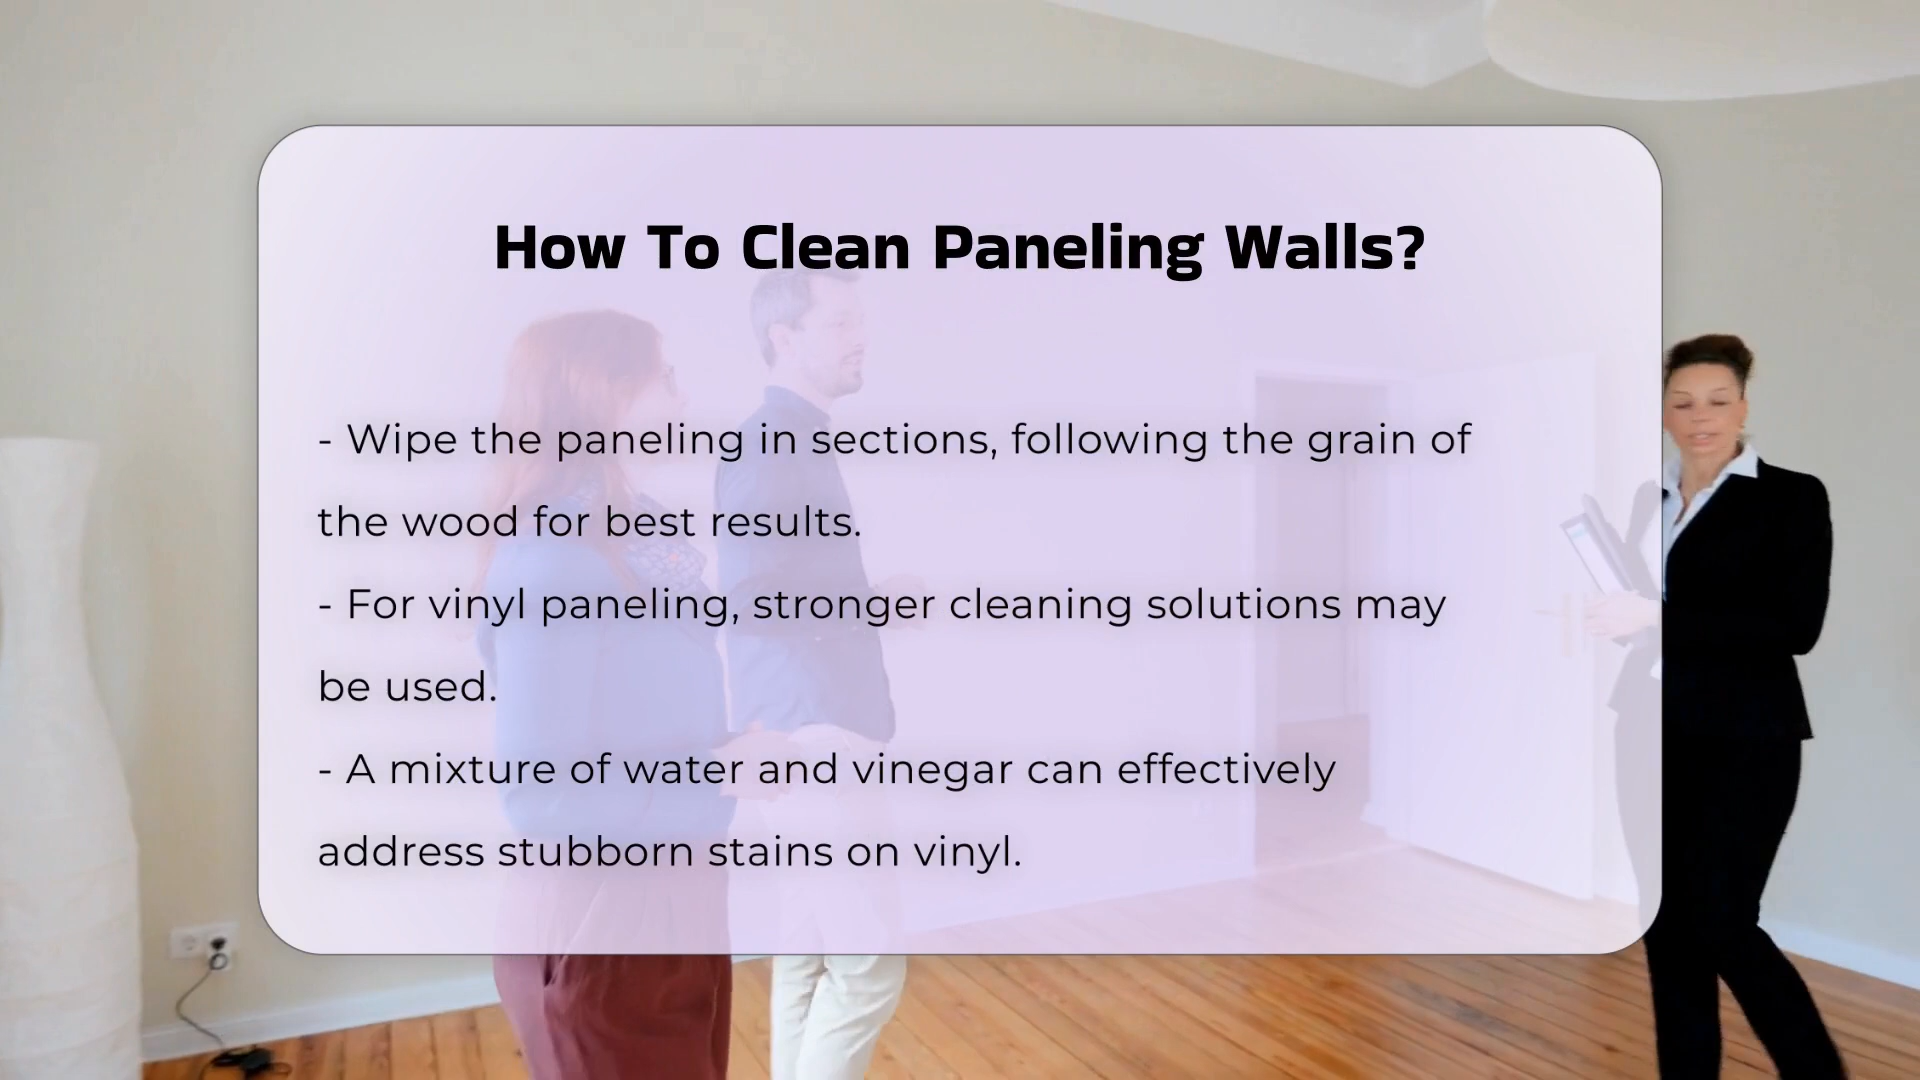 How To Clean Paneling Walls?
- Wipe the paneling in sections, following the grain of
the wood for best results.
- For vinyl paneling, stronger cleaning solutions may
be used.
- A mixture of water and vinegar can effectively
address stubborn stains on vinyl.